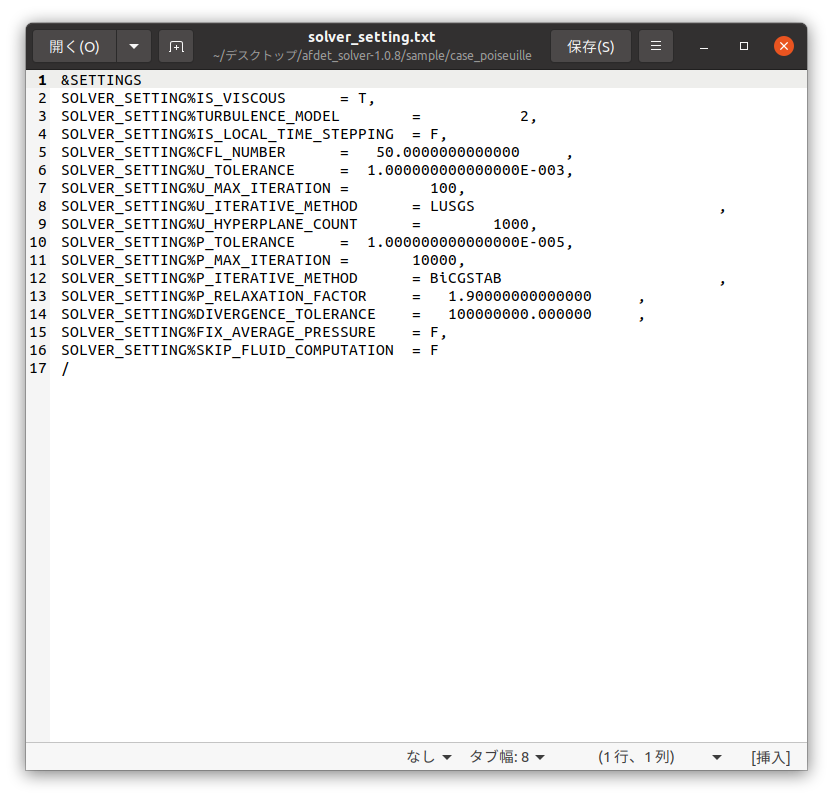 開く(O)
solver_setting.txt
~/デスクトップ/afdet_solver-1.0.8/sample/case_poiseuille
保存(S)
1 &SETTINGS
2 SOLVER_SETTING%IS_VISCOUS      = T,
3 SOLVER_SETTING%TURBULENCE_MODEL        =           2,
4 SOLVER_SETTING%IS_LOCAL_TIME_STEPPING  = F,
5 SOLVER_SETTING%CFL_NUMBER      =   50.0000000000000     ,
6 SOLVER_SETTING%U_TOLERANCE     =  1.000000000000000E-003,
7 SOLVER_SETTING%U_MAX_ITERATION =         100,
8 SOLVER_SETTING%U_ITERATIVE_METHOD      = LUSGS                           ,
9 SOLVER_SETTING%U_HYPERPLANE_COUNT      =        1000,
10 SOLVER_SETTING%P_TOLERANCE     =  1.000000000000000E-005,
11 SOLVER_SETTING%P_MAX_ITERATION =       10000,
12 SOLVER_SETTING%P_ITERATIVE_METHOD      = BiCGSTAB                        ,
13 SOLVER_SETTING%P_RELAXATION_FACTOR     =   1.90000000000000     ,
14 SOLVER_SETTING%DIVERGENCE_TOLERANCE    =   100000000.000000     ,
15 SOLVER_SETTING%FIX_AVERAGE_PRESSURE    = F,
16 SOLVER_SETTING%SKIP_FLUID_COMPUTATION  = F
17 /
なし タブ幅: 8 (1 行、1 列) [挿入]